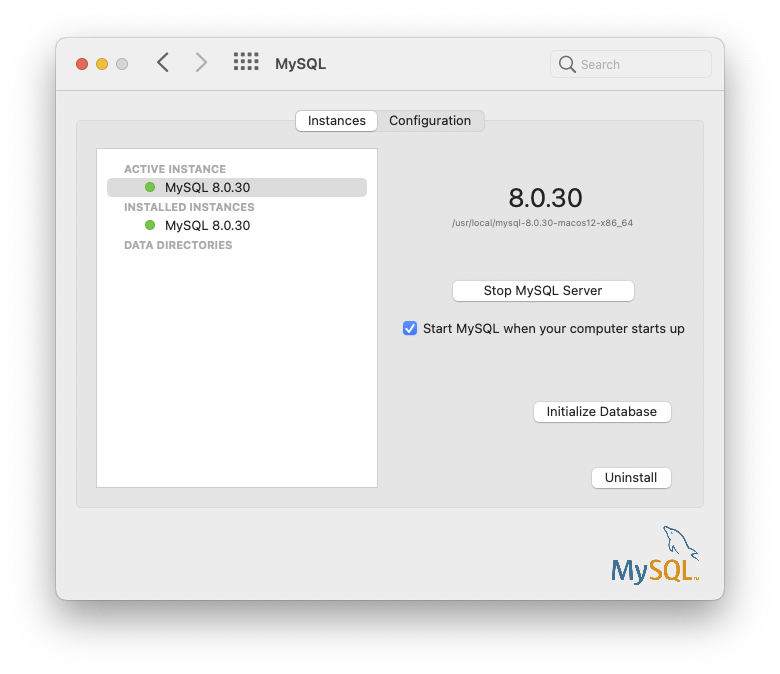 MySQL
Search
Instances
Configuration
ACTIVE INSTANCE
MySQL 8.0.30
INSTALLED INSTANCES
MySQL 8.0.30
DATA DIRECTORIES
8.0.30
/usr/local/mysql-8.0.30-macos12-x86_64
Stop MySQL Server
Start MySQL when your computer starts up
Initialize Database
Uninstall
MySQL™